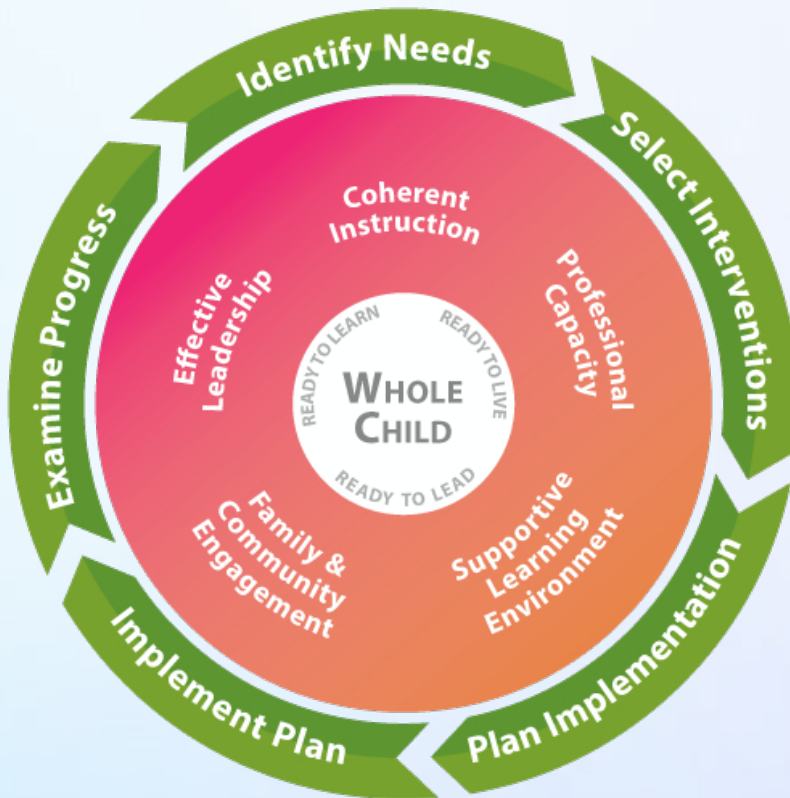 Identify Needs
Select Interventions
Plan Implementation
Implement Plan
Examine Progress
Coherent
Instruction
Professional
Capacity
Supportive
Learning
Environment
Family &
Community
Engagement
Effective
Leadership
READY TO LEARN
READY TO LIVE
READY TO LEAD
WHOLE
CHILD